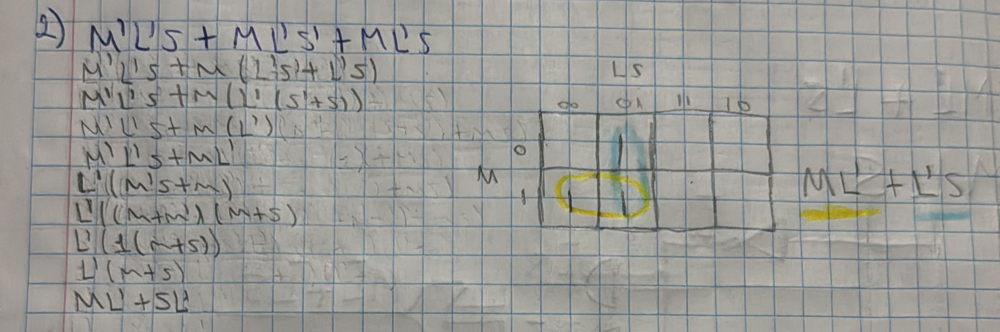 2) M'L'S + ML'S' + ML'S
M'L'S + M (L'S' + L'S)
M'L'S + M (L' (S'+S))
M'L'S + M (L')
M'L'S + ML'
L'(M'S+M)
L'((M+M') (M+S)
L'(1(M+S))
L'(M+S)
ML' + SL'
LS
00 01 11 10
0 1
M
1 1 1
ML' + L'S